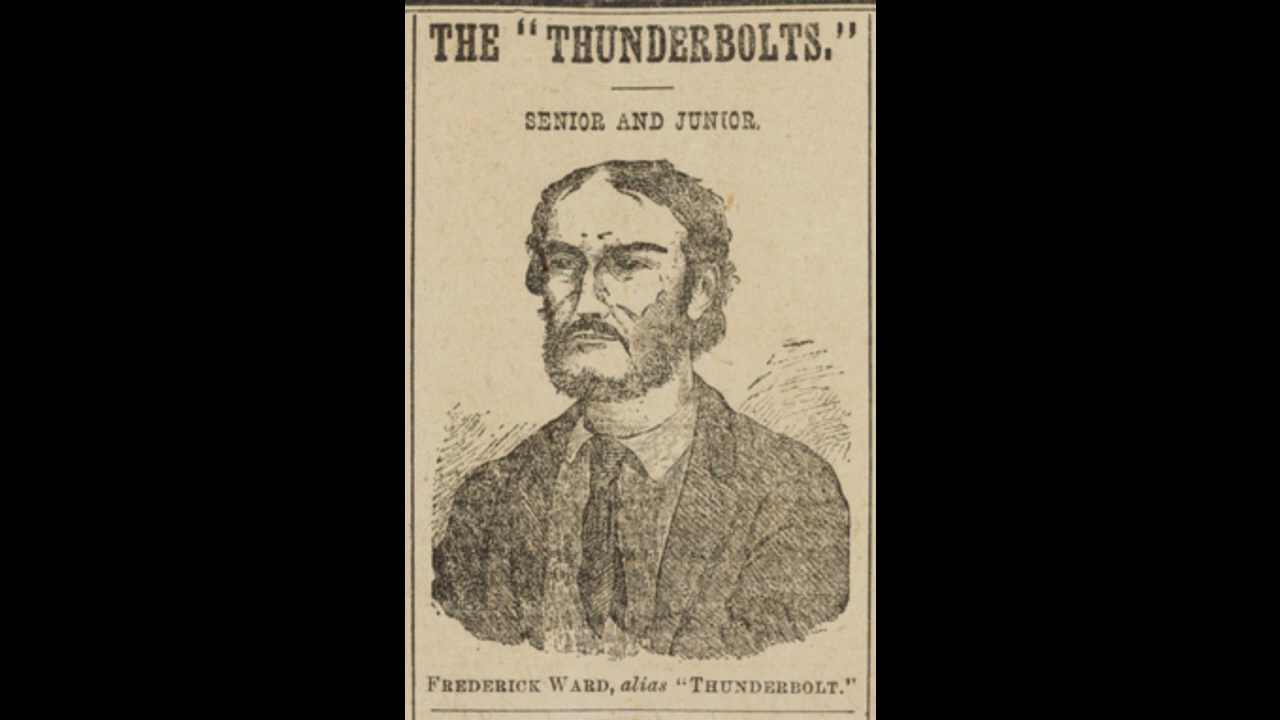 THE "THUNDERBOLTS."
SENIOR AND JUNIOR.
FREDERICK WARD, alias "THUNDERBOLT."